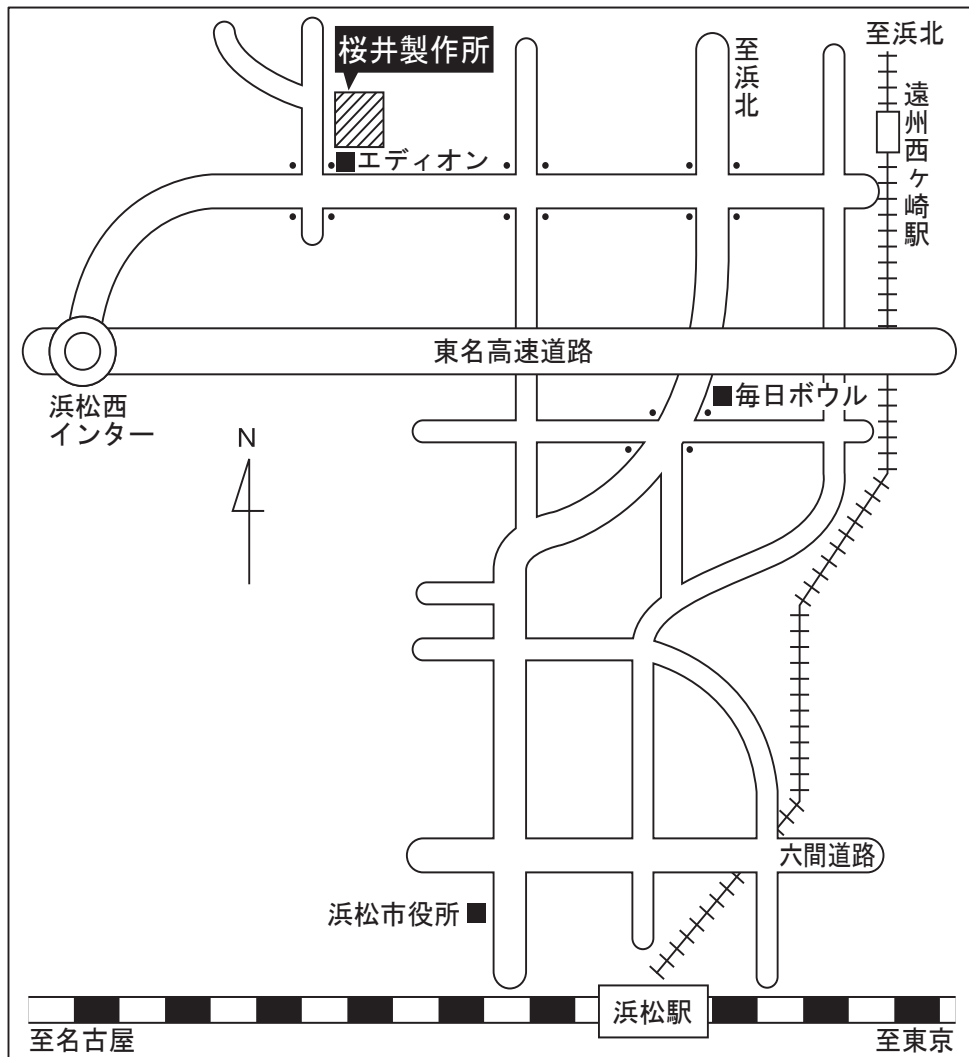 桜井製作所
エディオン
至浜北
至浜北
遠州西ヶ崎駅
東名高速道路
浜松西
インター
毎日ボウル
N
六間道路
浜松市役所
浜松駅
至名古屋
至東京